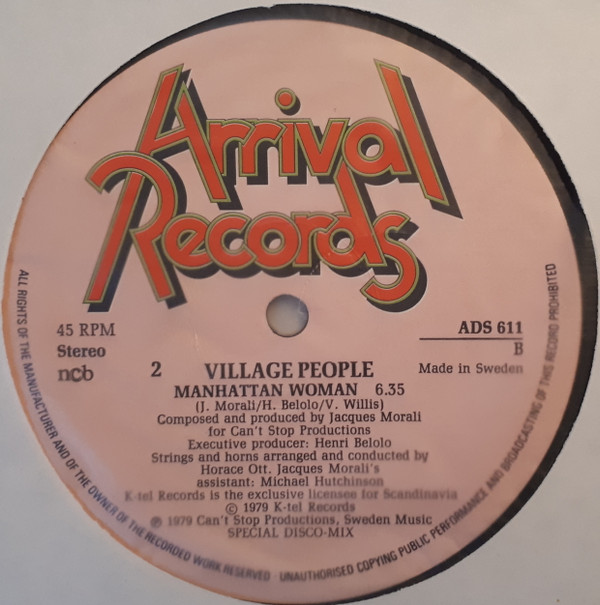 Arrival
Records
45 RPM
Stereo
ncb
ADS 611
B
Made in Sweden
2 VILLAGE PEOPLE
MANHATTAN WOMAN 6.35
(J. Morali/H. Belolo/V. Willis)
Composed and produced by Jacques Morali
for Can't Stop Productions
Executive producer: Henri Belolo
Strings and horns arranged and conducted by
Horace Ott. Jacques Morali's
assistant: Michael Hutchinson
K-tel Records is the exclusive licensee for Scandinavia
© 1979 K-tel Records
℗ 1979 Can't Stop Productions, Sweden Music
SPECIAL DISCO-MIX
ALL RIGHTS OF THE MANUFACTURER AND OF THE OWNER OF THE RECORDED WORK RESERVED UNAUTHORISED COPYING PUBLIC PERFORMANCE AND BROADCASTING OF THIS RECORD PROHIBITED